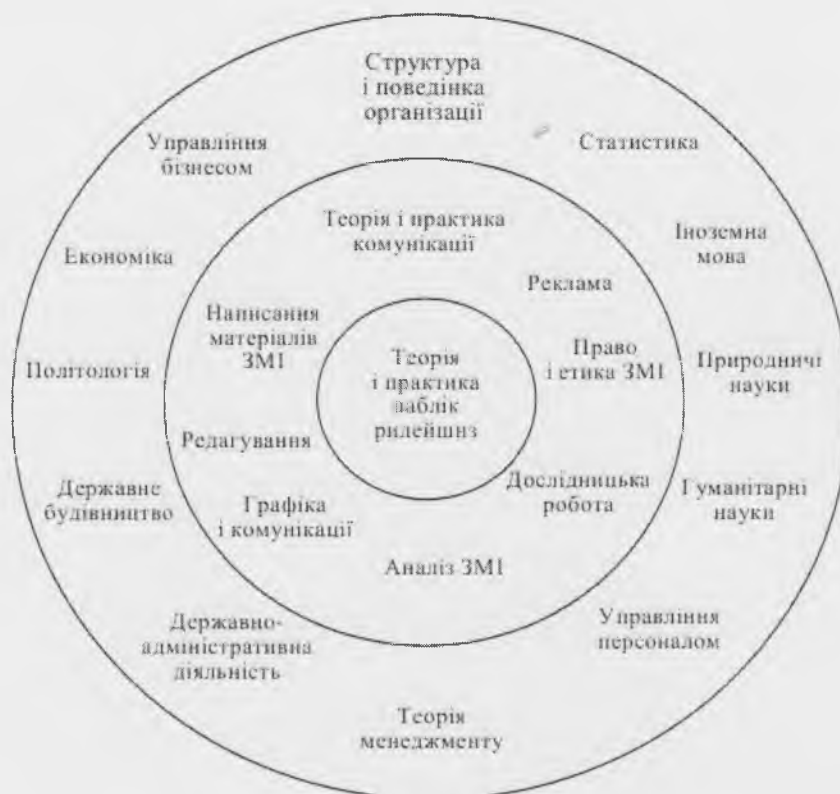 Структура
і поведінка
організації
Управління
бізнесом
Статистика
Теорія і практика
комунікації
Іноземна
мова
Економіка
Реклама
Написання
матеріалів
ЗМІ
Теорія
і практика
паблік
рилейшнз
Право
і етика ЗМІ
Природничі
науки
Політологія
Редагування
Державне
будівництво
Графіка
і комунікації
Дослідницька
робота
Гуманітарні
науки
Аналіз ЗМІ
Державно-
адміністративна
діяльність
Управління
персоналом
Теорія
менеджменту